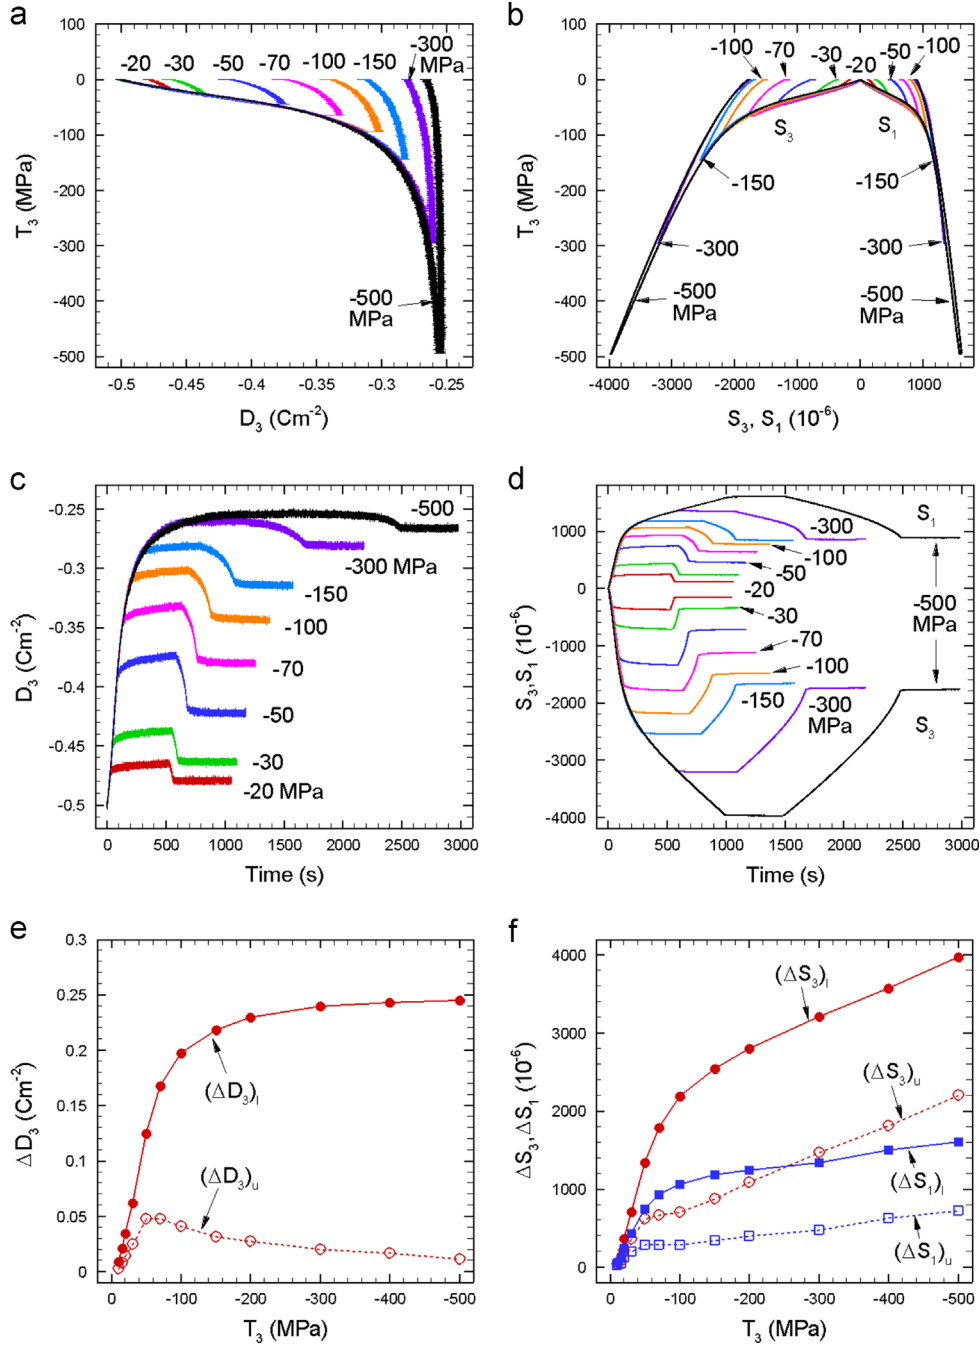 a
100
0
-100
-200
-300
-400
-500
T3 (MPa)
-20 -30 -50 -70 -100 -150 -300 MPa
-500 MPa
-0.5 -0.45 -0.4 -0.35 -0.3 -0.25
D3 (Cm-2)
b
100
0
-100
-200
-300
-400
-500
T3 (MPa)
-100 -70 -30 -20 -50 -100
S3 S1
-150 -150
-300 -300
-500 MPa -500 MPa
-4000 -3000 -2000 -1000 0 1000
S3, S1 (10-6)
c
-0.25
-0.3
-0.35
-0.4
-0.45
-0.5
D3 (Cm-2)
-500
-300 MPa
-150
-100
-70
-50
-30
-20 MPa
0 500 1000 1500 2000 2500 3000
Time (s)
d
1000
0
-1000
-2000
-3000
-4000
S3, S1 (10-6)
S1
-300
-100
-50
-20
-500 MPa
-30
-70
-100
-150
-300 MPa
S3
0 500 1000 1500 2000 2500 3000
Time (s)
e
0.3
0.25
0.2
0.15
0.1
0.05
0
ΔD3 (Cm-2)
(ΔD3)l
(ΔD3)u
0 -100 -200 -300 -400 -500
T3 (MPa)
f
4000
3000
2000
1000
0
ΔS3, ΔS1 (10-6)
(ΔS3)l
(ΔS3)u
(ΔS1)l
(ΔS1)u
0 -100 -200 -300 -400 -500
T3 (MPa)